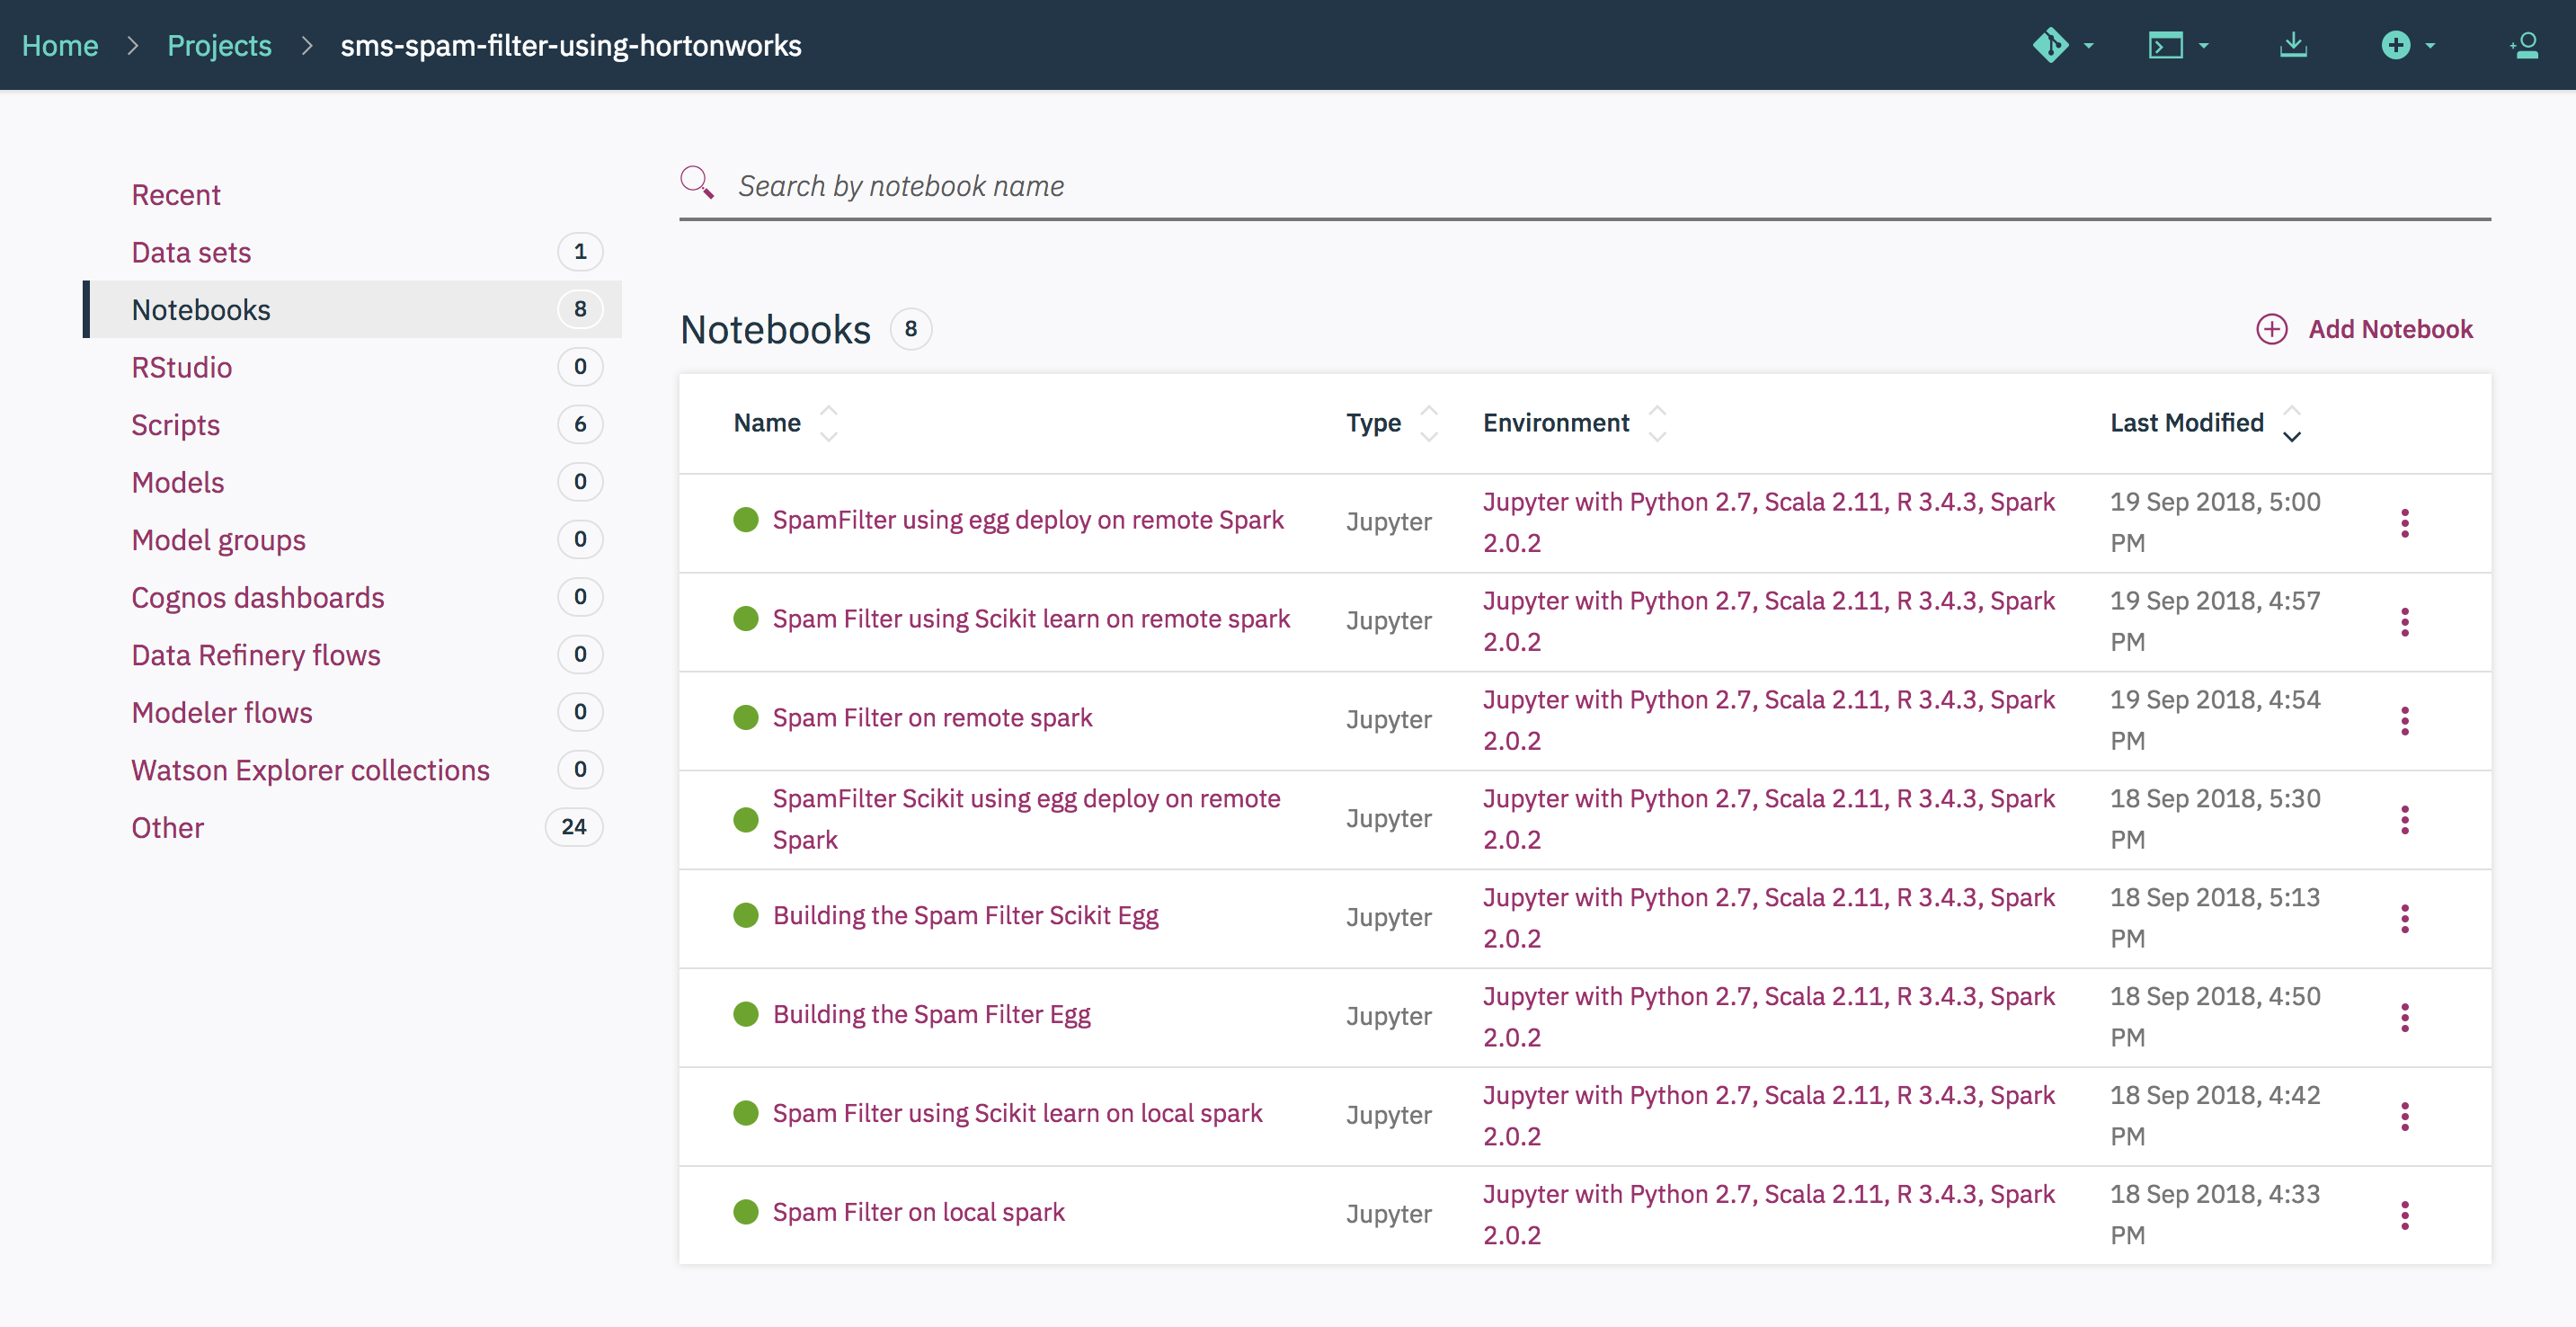 Home > Projects > sms-spam-filter-using-hortonworks
Recent
Data sets 1
Notebooks 8
RStudio 0
Scripts 6
Models 0
Model groups 0
Cognos dashboards 0
Data Refinery flows 0
Modeler flows 0
Watson Explorer collections 0
Other 24
Search by notebook name
Notebooks 8
Add Notebook
Name Type Environment Last Modified
SpamFilter using egg deploy on remote Spark Jupyter Jupyter with Python 2.7, Scala 2.11, R 3.4.3, Spark 19 Sep 2018, 5:00
2.0.2 PM
Spam Filter using Scikit learn on remote spark Jupyter Jupyter with Python 2.7, Scala 2.11, R 3.4.3, Spark 19 Sep 2018, 4:57
2.0.2 PM
Spam Filter on remote spark Jupyter Jupyter with Python 2.7, Scala 2.11, R 3.4.3, Spark 19 Sep 2018, 4:54
2.0.2 PM
SpamFilter Scikit using egg deploy on remote Jupyter Jupyter with Python 2.7, Scala 2.11, R 3.4.3, Spark 18 Sep 2018, 5:30
Spark 2.0.2 PM
Building the Spam Filter Scikit Egg Jupyter Jupyter with Python 2.7, Scala 2.11, R 3.4.3, Spark 18 Sep 2018, 5:13
2.0.2 PM
Building the Spam Filter Egg Jupyter Jupyter with Python 2.7, Scala 2.11, R 3.4.3, Spark 18 Sep 2018, 4:50
2.0.2 PM
Spam Filter using Scikit learn on local spark Jupyter Jupyter with Python 2.7, Scala 2.11, R 3.4.3, Spark 18 Sep 2018, 4:42
2.0.2 PM
Spam Filter on local spark Jupyter Jupyter with Python 2.7, Scala 2.11, R 3.4.3, Spark 18 Sep 2018, 4:33
2.0.2 PM